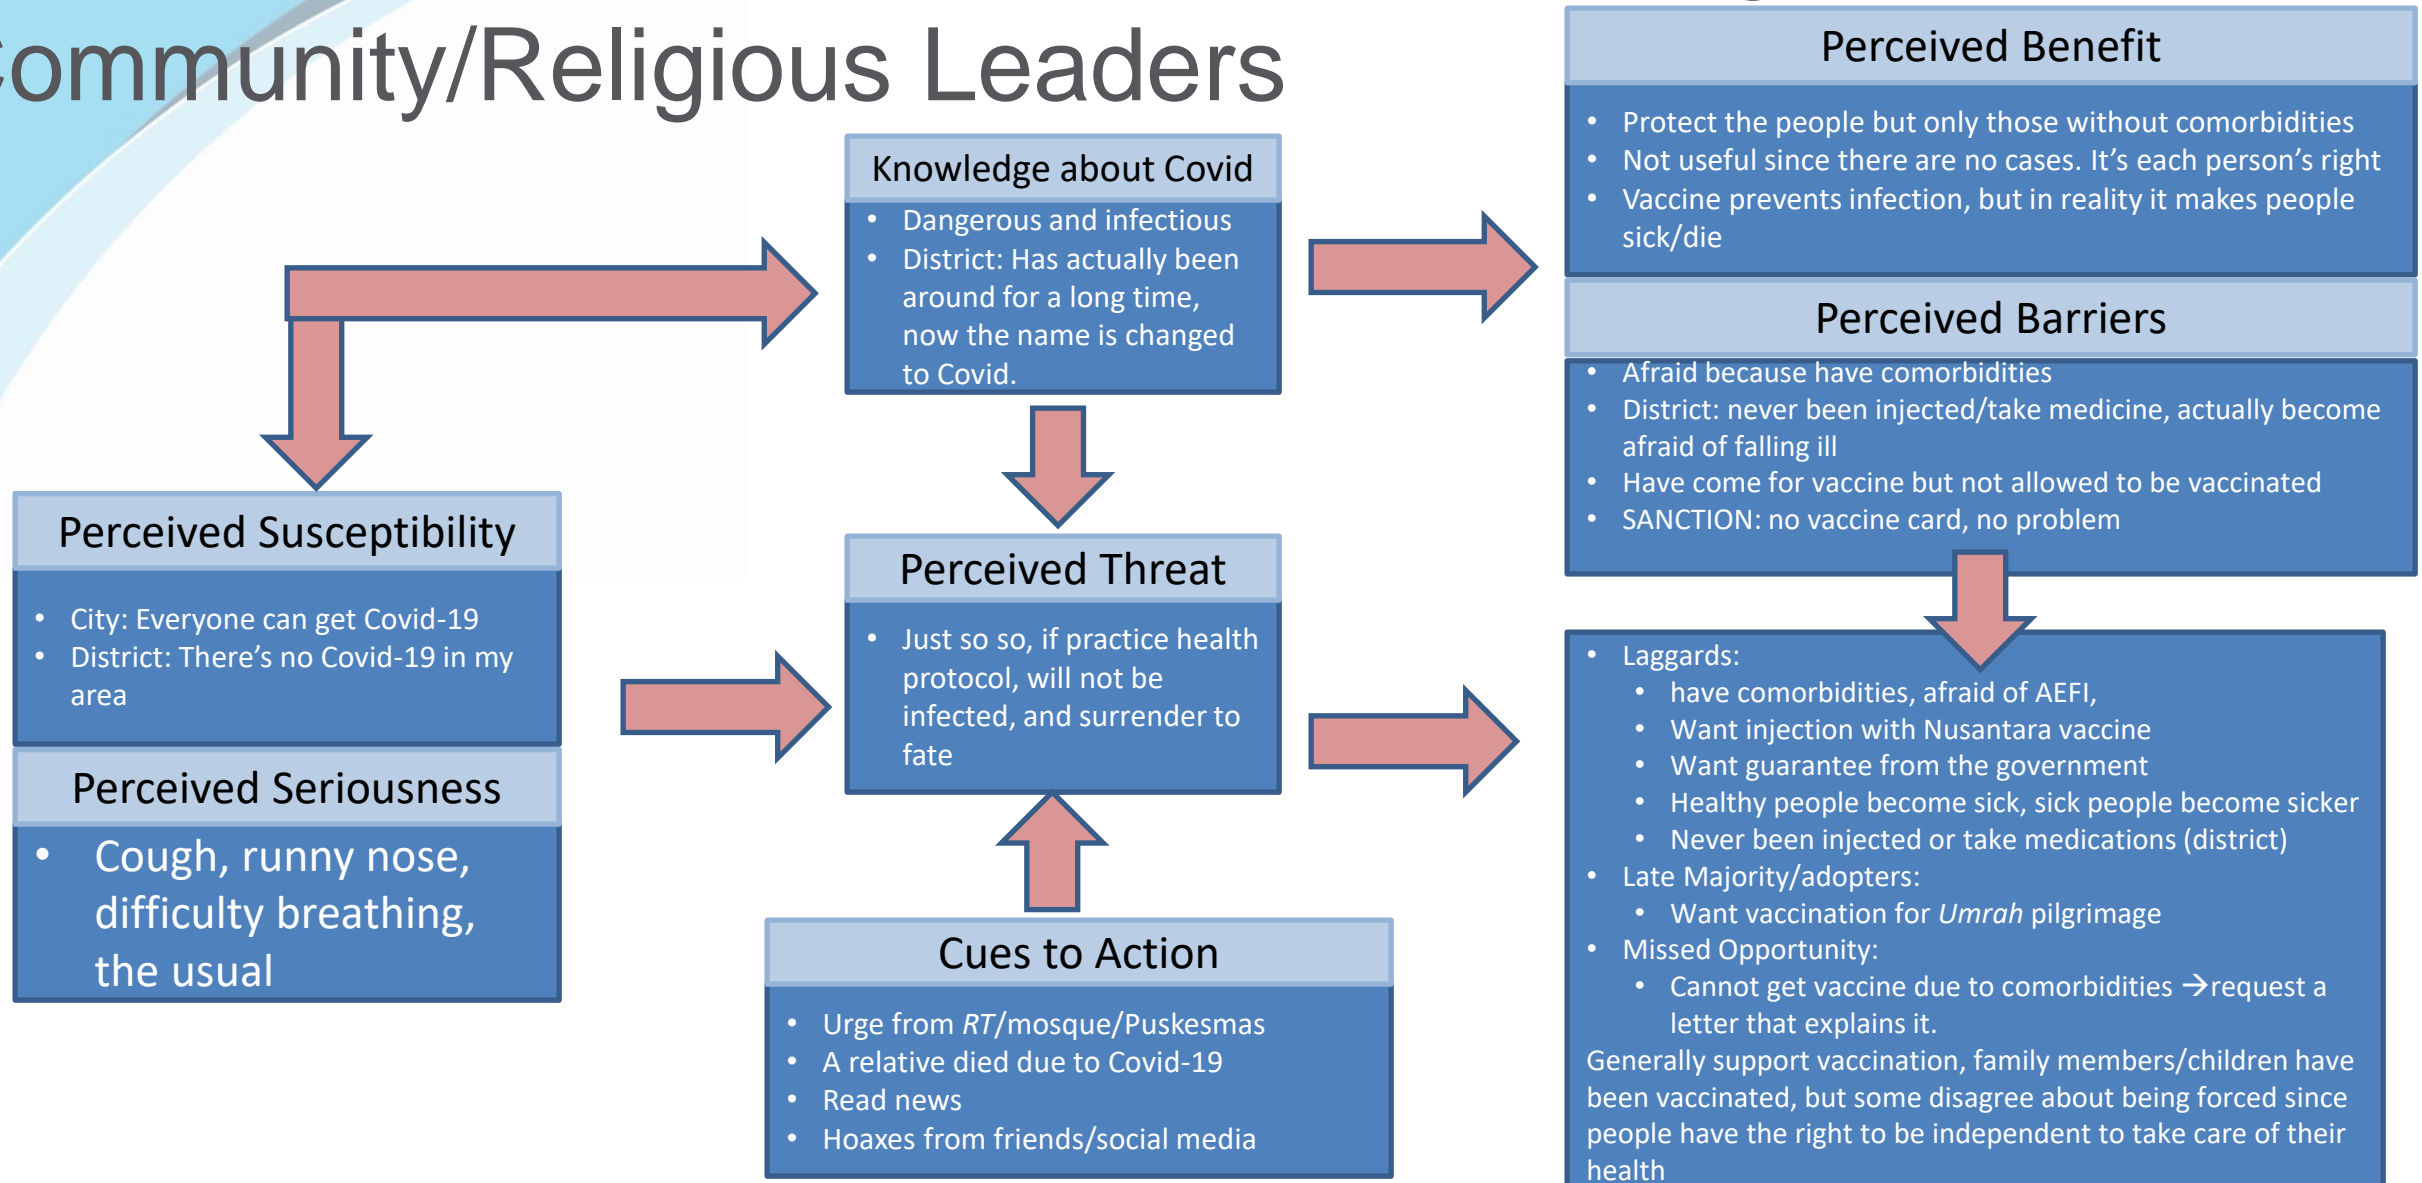 Community/Religious Leaders
Knowledge about Covid
• Dangerous and infectious
• District: Has actually been
around for a long time,
now the name is changed
to Covid.
Perceived Susceptibility
• City: Everyone can get Covid-19
• District: There's no Covid-19 in my
area
Perceived Seriousness
• Cough, runny nose,
difficulty breathing,
the usual
Perceived Threat
• Just so so, if practice health
protocol, will not be
infected, and surrender to
fate
Cues to Action
• Urge from RT/mosque/Puskesmas
• A relative died due to Covid-19
• Read news
• Hoaxes from friends/social media
Perceived Benefit
• Protect the people but only those without comorbidities
• Not useful since there are no cases. It's each person's right
• Vaccine prevents infection, but in reality it makes people
sick/die
Perceived Barriers
• Afraid because have comorbidities
• District: never been injected/take medicine, actually become
afraid of falling ill
• Have come for vaccine but not allowed to be vaccinated
• SANCTION: no vaccine card, no problem
• Laggards:
• have comorbidities, afraid of AEFI,
• Want injection with Nusantara vaccine
• Want guarantee from the government
• Healthy people become sick, sick people become sicker
• Never been injected or take medications (district)
• Late Majority/adopters:
• Want vaccination for Umrah pilgrimage
• Missed Opportunity:
• Cannot get vaccine due to comorbidities →request a
letter that explains it.
Generally support vaccination, family members/children have
been vaccinated, but some disagree about being forced since
people have the right to be independent to take care of their
health